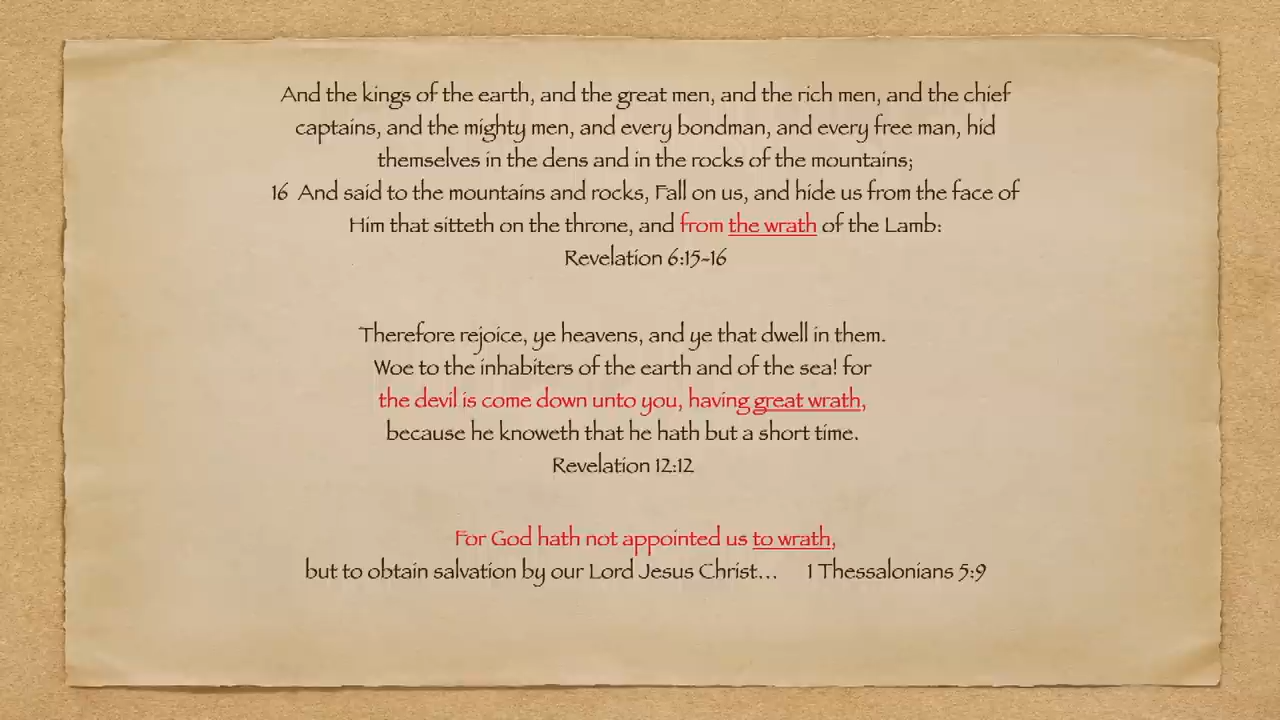 And the kings of the earth, and the great men, and the rich men, and the chief
captains, and the mighty men, and every bondman, and every free man, hid
themselves in the dens and in the rocks of the mountains;
16 And said to the mountains and rocks, Fall on us, and hide us from the face of
Him that sitteth on the throne, and from the wrath of the Lamb:
Revelation 6:15-16
Therefore rejoice, ye heavens, and ye that dwell in them.
Woe to the inhabiters of the earth and of the sea! for
the devil is come down unto you, having great wrath,
because he knoweth that he hath but a short time.
Revelation 12:12
For God hath not appointed us to wrath,
but to obtain salvation by our Lord Jesus Christ... 1 Thessalonians 5:9